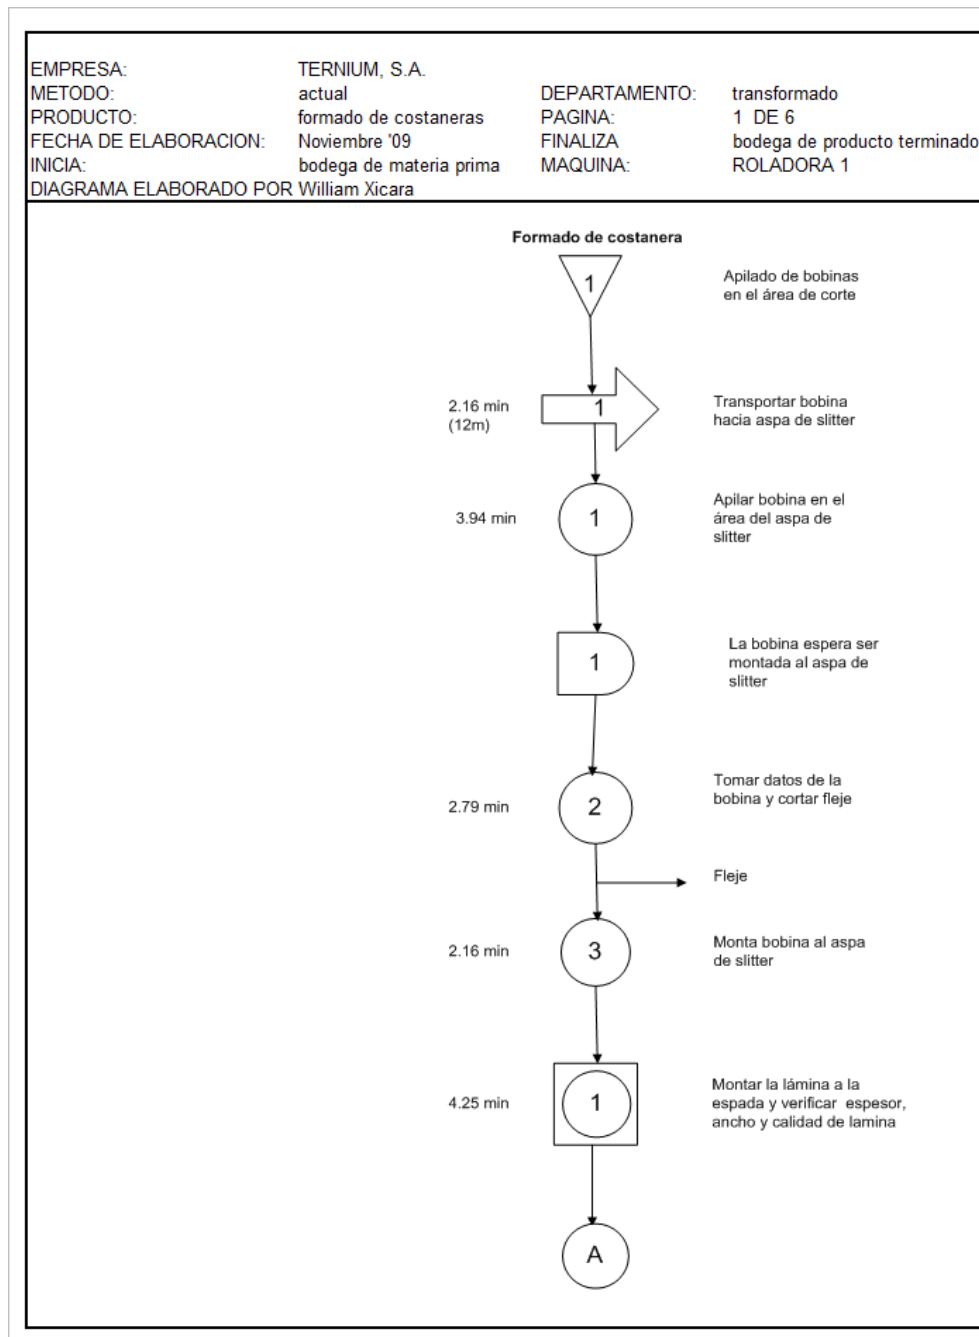 EMPRESA: TERNIUM, S.A.
METODO: actual DEPARTAMENTO: transformado
PRODUCTO: formado de costaneras PAGINA: 1 DE 6
FECHA DE ELABORACION: Noviembre '09 FINALIZA bodega de producto terminado
INICIA: bodega de materia prima MAQUINA: ROLADORA 1
DIAGRAMA ELABORADO POR William Xicara
Formado de costanera
1
Apilado de bobinas
en el área de corte
2.16 min
(12m)
1
Transportar bobina
hacia aspa de slitter
3.94 min
1
Apilar bobina en el
área del aspa de
slitter
1
La bobina espera ser
montada al aspa de
slitter
2.79 min
2
Tomar datos de la
bobina y cortar fleje
Fleje
2.16 min
3
Monta bobina al aspa
de slitter
4.25 min
1
Montar la lámina a la
espada y verificar espesor,
ancho y calidad de lamina
A